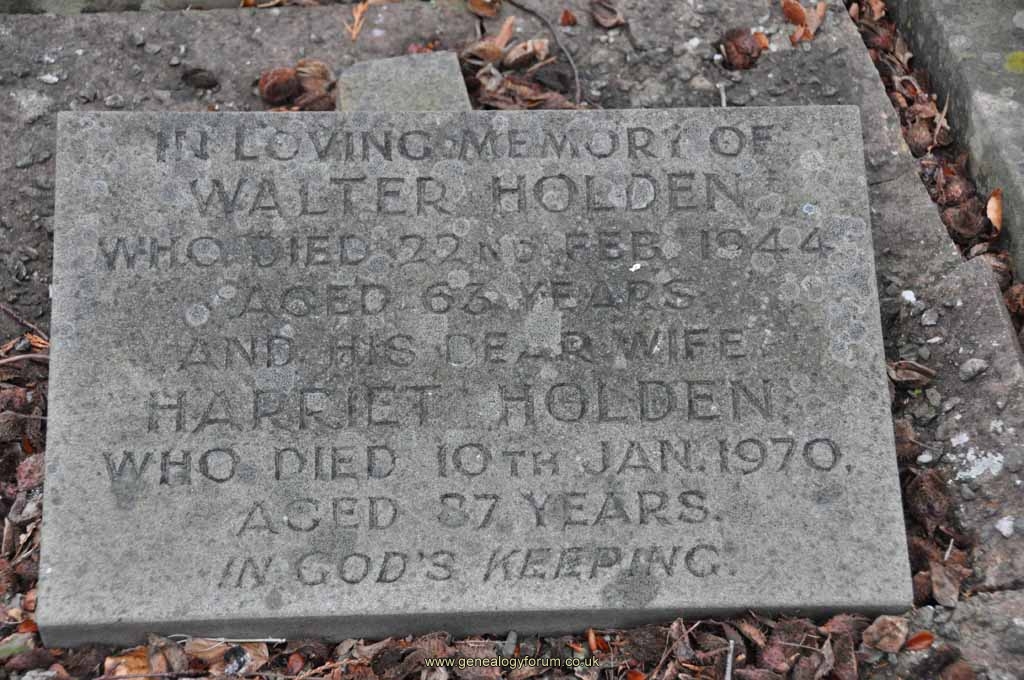 IN LOVING MEMORY OF
WALTER HOLDEN
WHO DIED 22ND FEB. 1944
AGED 63 YEARS.
AND HIS DEAR WIFE
HARRIET HOLDEN
WHO DIED 10TH JAN. 1970.
AGED 87 YEARS.
IN GOD'S KEEPING.
www.genealogyforum.co.uk